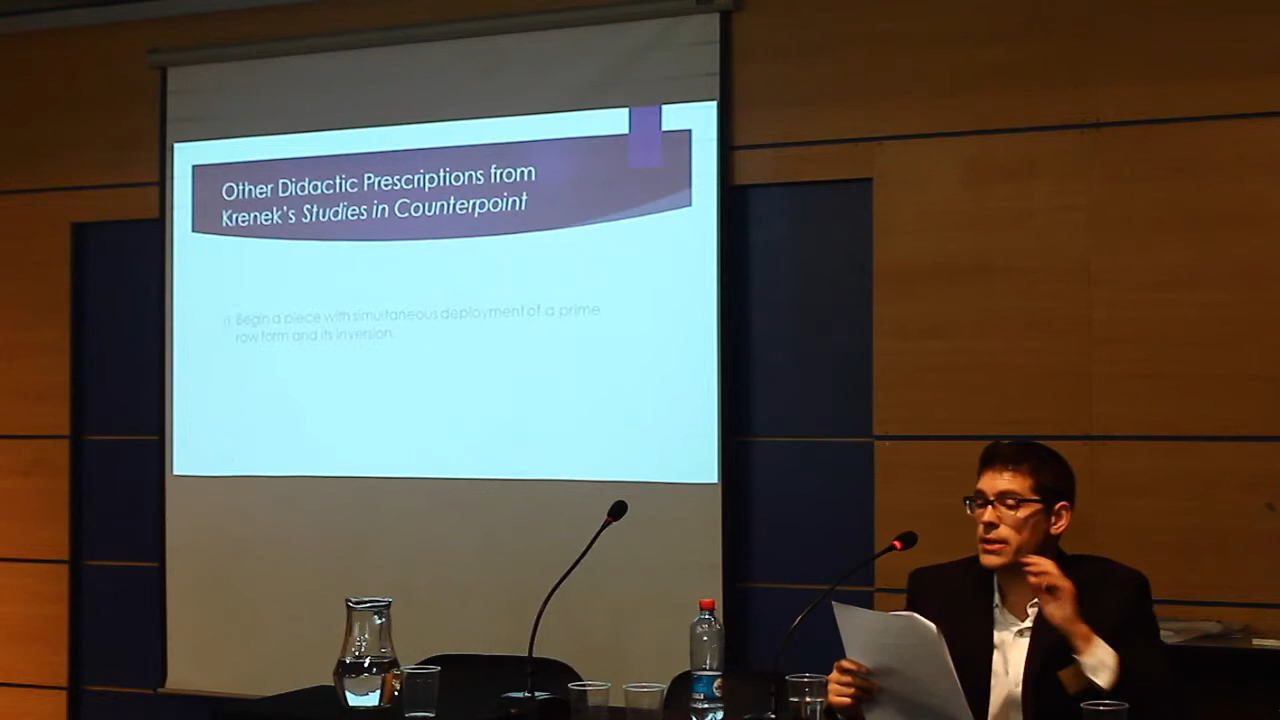 Other Didactic Prescriptions from
Krenek's Studies in Counterpoint
Begin a piece with simultaneous deployment of a prime
row form and its inversion.